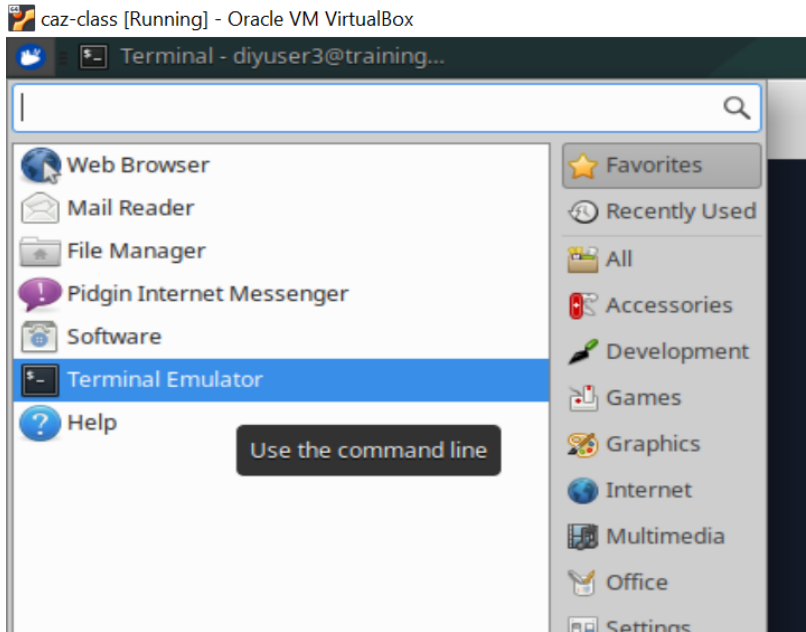 caz-class [Running] - Oracle VM VirtualBox
Terminal - diyuser3@training...
Web Browser
Mail Reader
File Manager
Pidgin Internet Messenger
Software
Terminal Emulator
Help
Use the command line
Favorites
Recently Used
All
Accessories
Development
Games
Graphics
Internet
Multimedia
Office
Settings